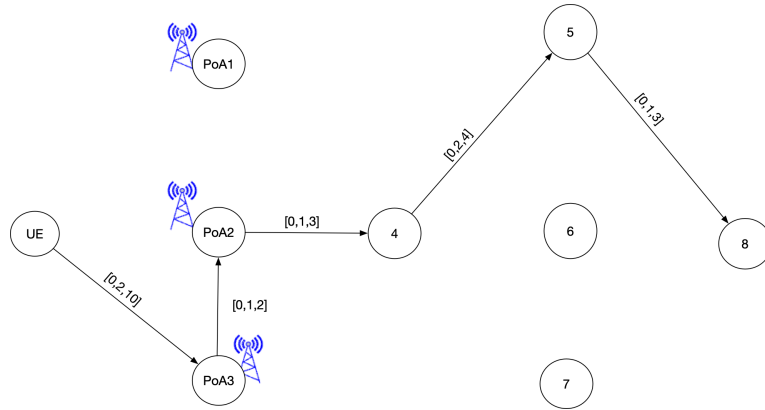 5
PoA1
[0,2,4]
[0,1,3]
PoA2
[0,1,3]
4
6
UE
8
[0,2,10]
[0,1,2]
PoA3
7